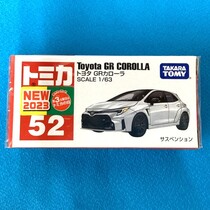 トミカ
Toyota GR COROLLA
トヨタ GRカローラ
SCALE 1/63
TAKARA
TOMY
NEW
2023
52
サスペンション